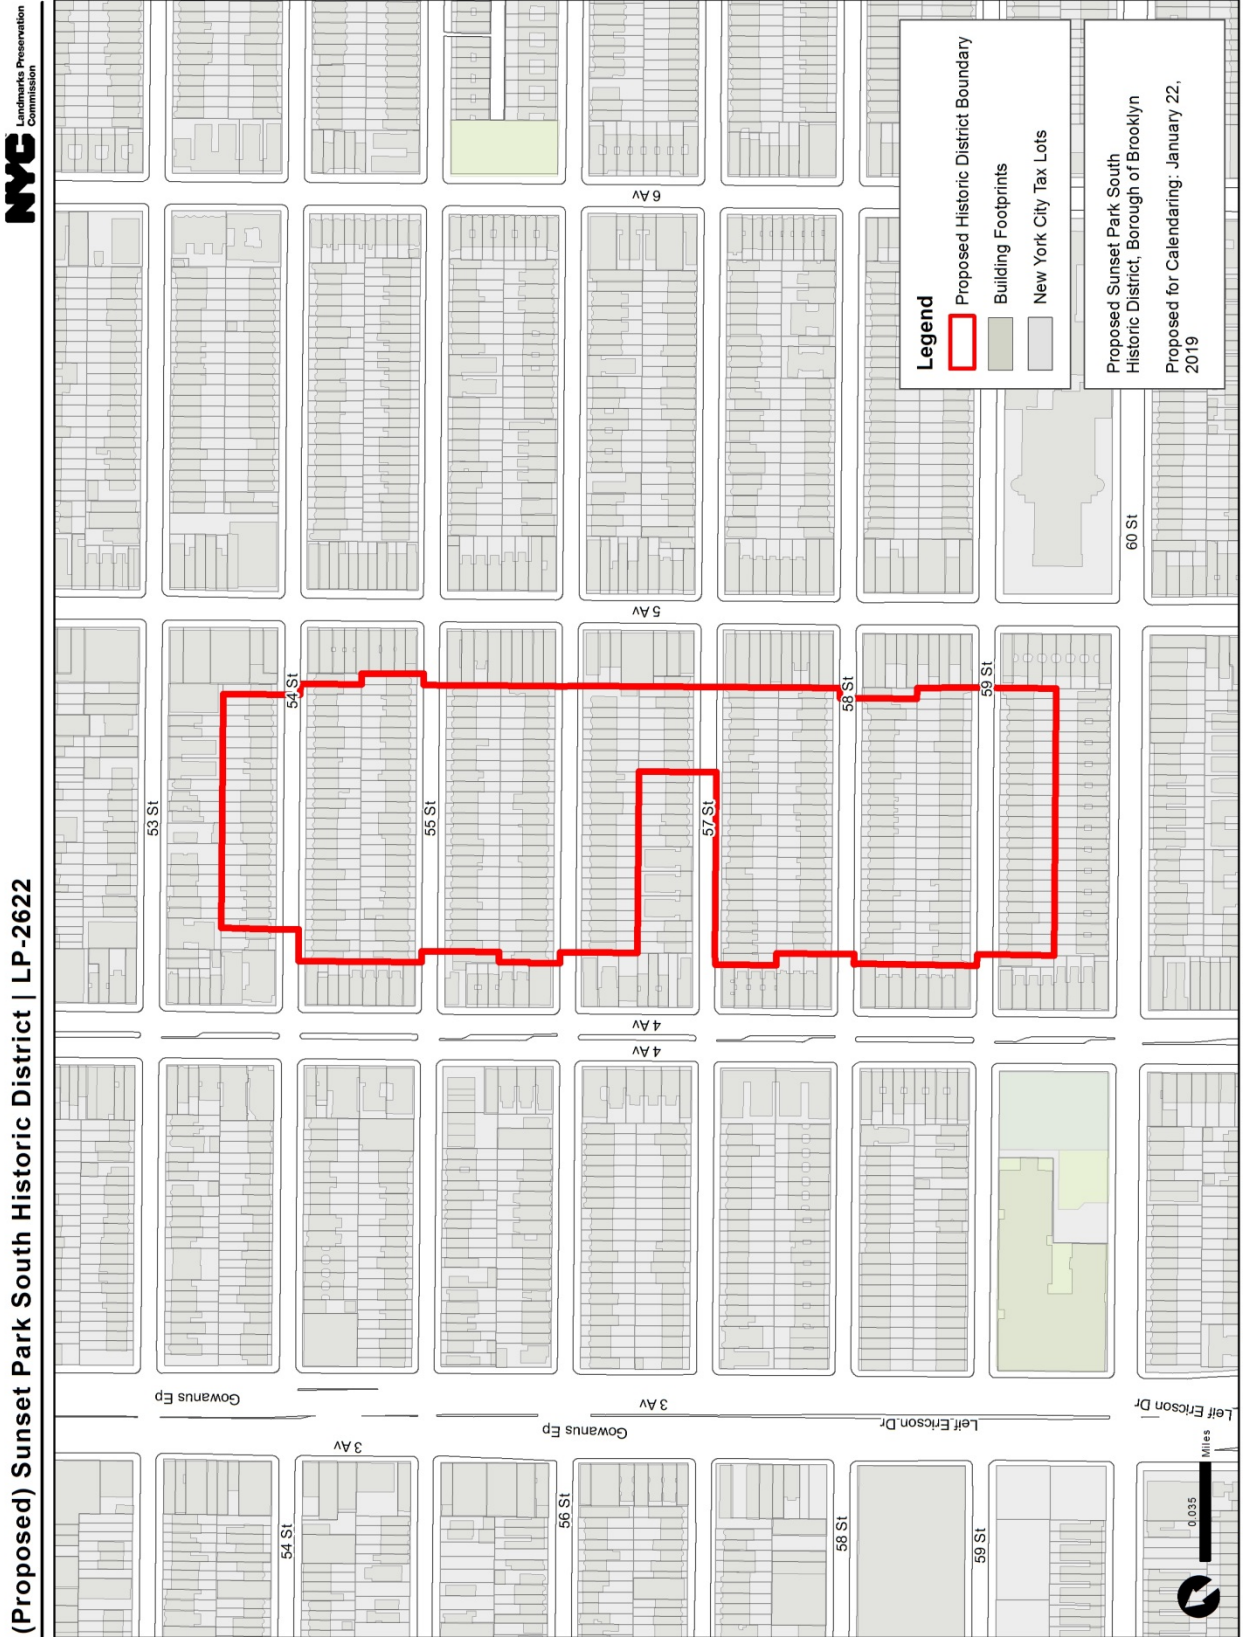 (Proposed) Sunset Park South Historic District | LP-2622
NYC
Landmarks Preservation
Commission
53 St
54 St
54 St
55 St
56 St
57 St
58 St
58 St
59 St
59 St
60 St
6 Av
5 Av
4 Av
4 Av
3 Av
3 Av
Gowanus Ep
Gowanus Ep
Leif Ericson Dr
Leif Ericson Dr
Legend
Proposed Historic District Boundary
Building Footprints
New York City Tax Lots
Proposed Sunset Park South
Historic District, Borough of Brooklyn
Proposed for Calendaring: January 22,
2019
0.035
Miles